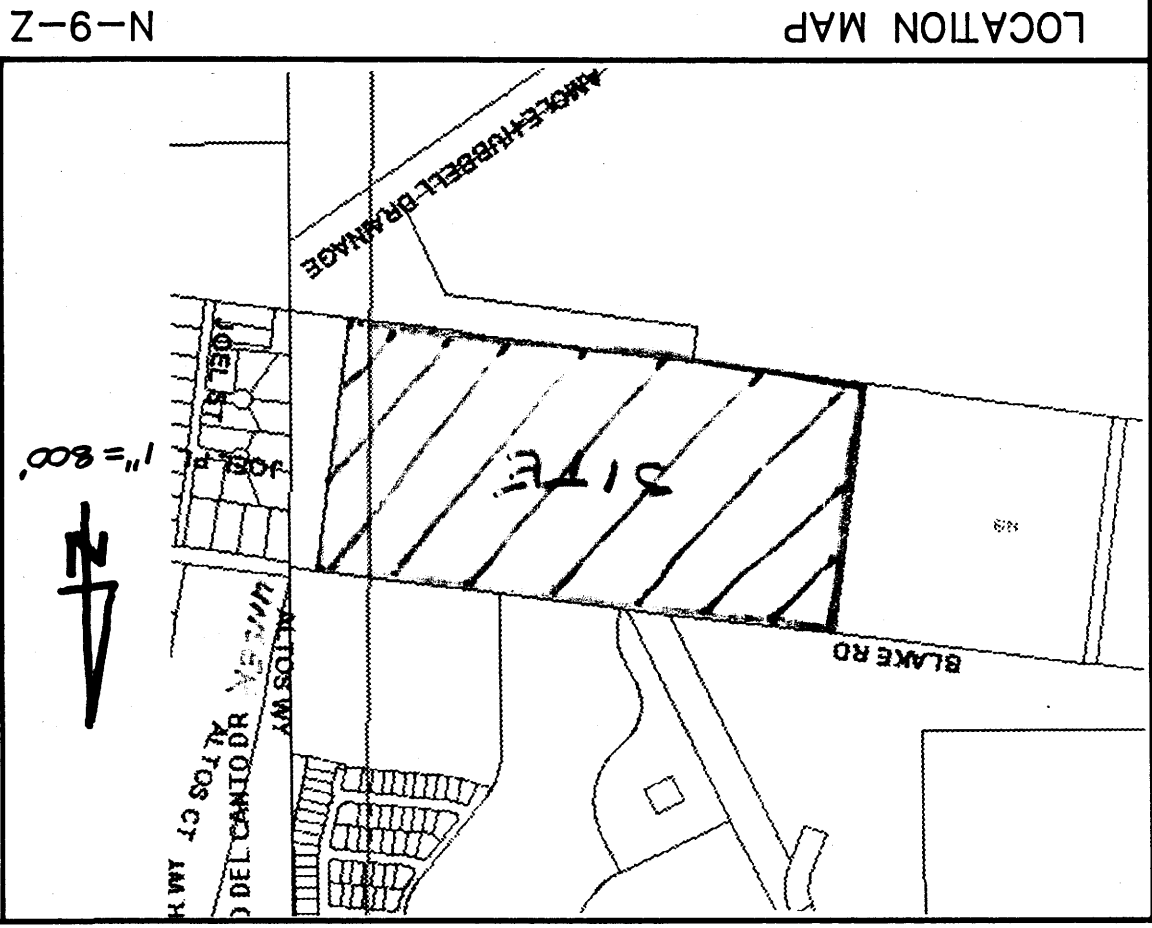 H WY
ALTOS CT
DEL CANTO DR
ALTOS WY
BLAKE RD
N
SITE
1"=800'
JOEL PL
JOEL ST
AMOLE HUBBELL DRAINAGE
LOCATION MAP
N-9-Z